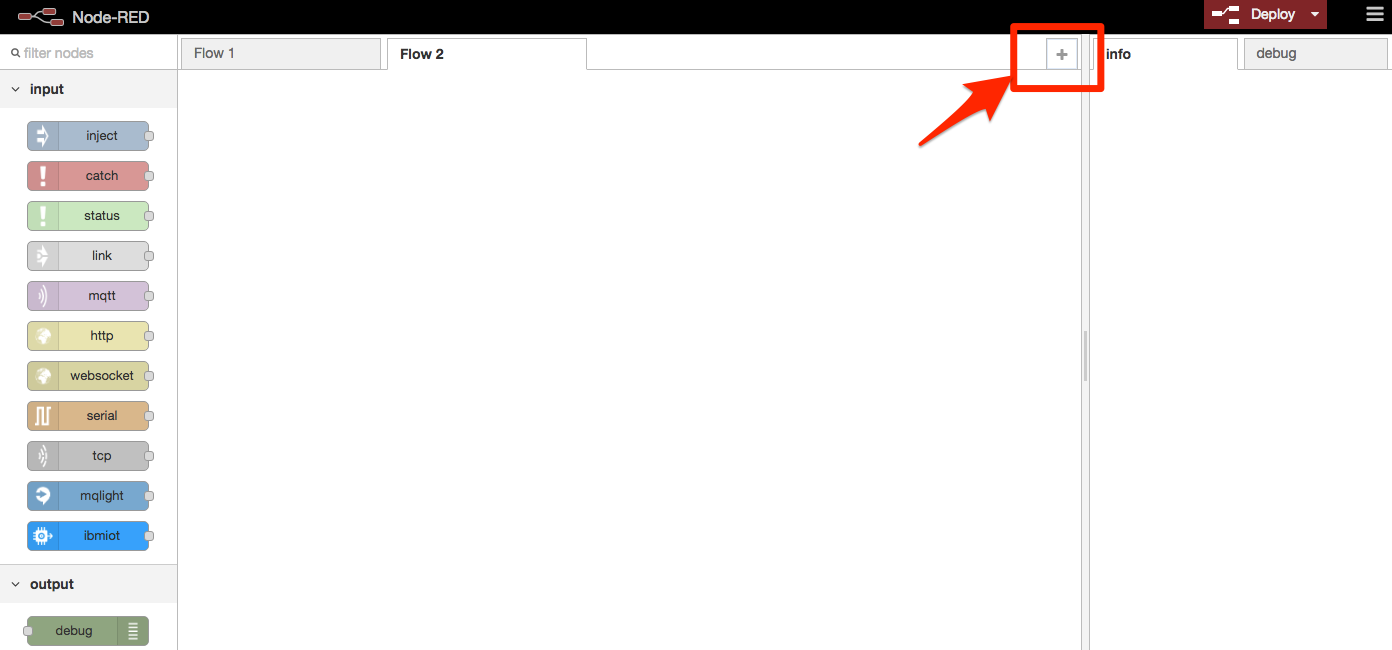 Node-RED
Deploy
filter nodes
Flow 1
Flow 2
+
info
debug
input
inject
catch
status
link
mqtt
http
websocket
serial
tcp
mqlight
ibmiot
output
debug